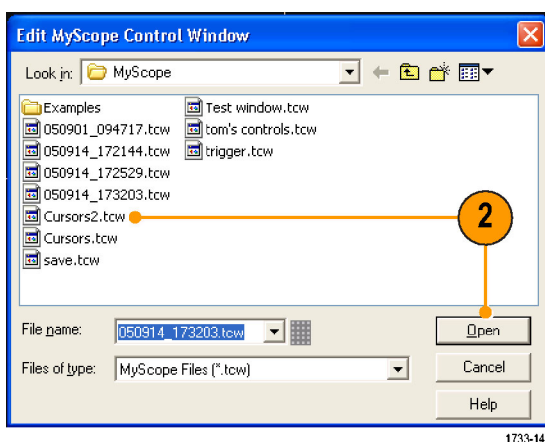 Edit MyScope Control Window
Look in: MyScope
Examples
050901_094717.tcw
050914_172144.tcw
050914_172529.tcw
050914_173203.tcw
Cursors2.tcw
Cursors.tcw
save.tcw
Test window.tcw
tom's controls.tcw
trigger.tcw
2
File name: 050914_173203.tcw
Open
Files of type: MyScope Files (*.tcw)
Cancel
Help
1733-14